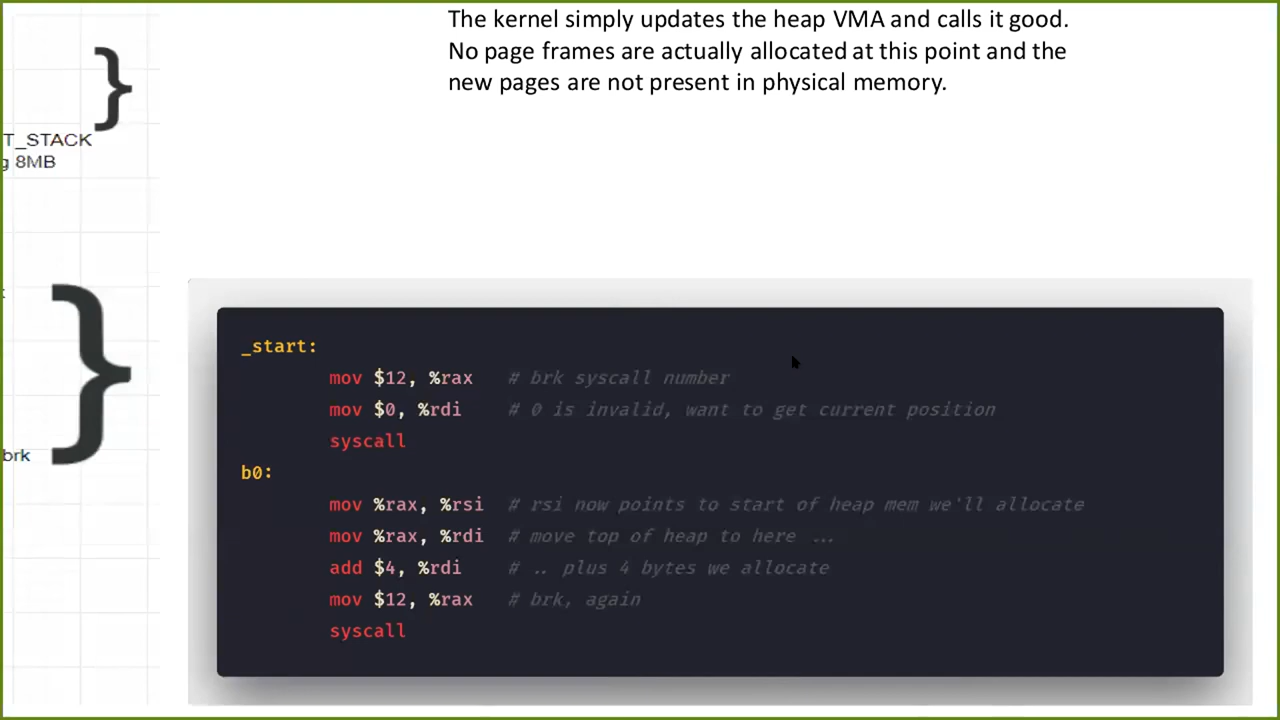 The kernel simply updates the heap VMA and calls it good.
No page frames are actually allocated at this point and the
new pages are not present in physical memory.
T_STACK
g 8MB
brk
_start:
mov $12, %rax # brk syscall number
mov $0, %rdi # 0 is invalid, want to get current position
syscall
b0:
mov %rax, %rsi # rsi now points to start of heap mem we'll allocate
mov %rax, %rdi # move top of heap to here ...
add $4, %rdi # .. plus 4 bytes we allocate
mov $12, %rax # brk, again
syscall